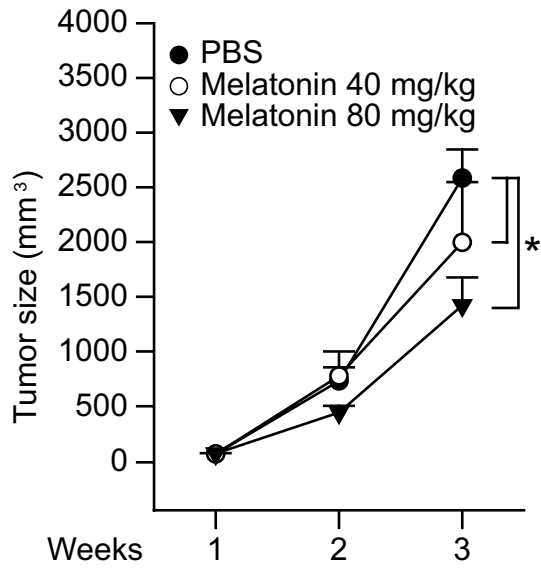 4000
3500
3000
2500
2000
1500
1000
500
0
Tumor size (mm³)
PBS
Melatonin 40 mg/kg
Melatonin 80 mg/kg
*
Weeks 1 2 3